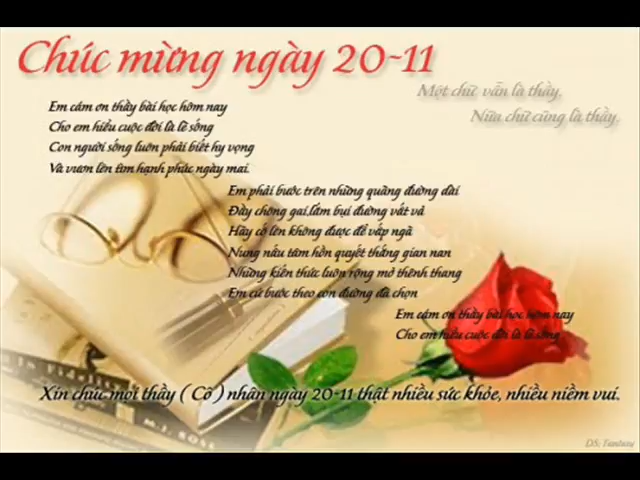 Chúc mừng ngày 20-11
Một chữ vẫn là thầy,
Nửa chữ cũng là thầy.
Em cám ơn thầy bài học hôm nay
Cho em hiểu cuộc đời là lẽ sống
Con người sống luôn phải biết hy vọng
Và vươn lên tìm hạnh phúc ngày mai.
Em phải bước trên những quãng đường dài
Đầy chông gai,lấm bụi đường vất vả
Hãy cố lên không được để vấp ngã
Nung nấu tâm hồn quyết thắng gian nan
Những kiến thức luôn rộng mở thênh thang
Em cứ bước theo con đường đã chọn
Em cám ơn thầy bài học hôm nay
Cho em hiểu cuộc đời là lẽ sống
Xin chúc mọi thầy ( Cô ) nhân ngày 20-11 thật nhiều sức khỏe, nhiều niềm vui.
M. J. ROSS
DS: Fantasy